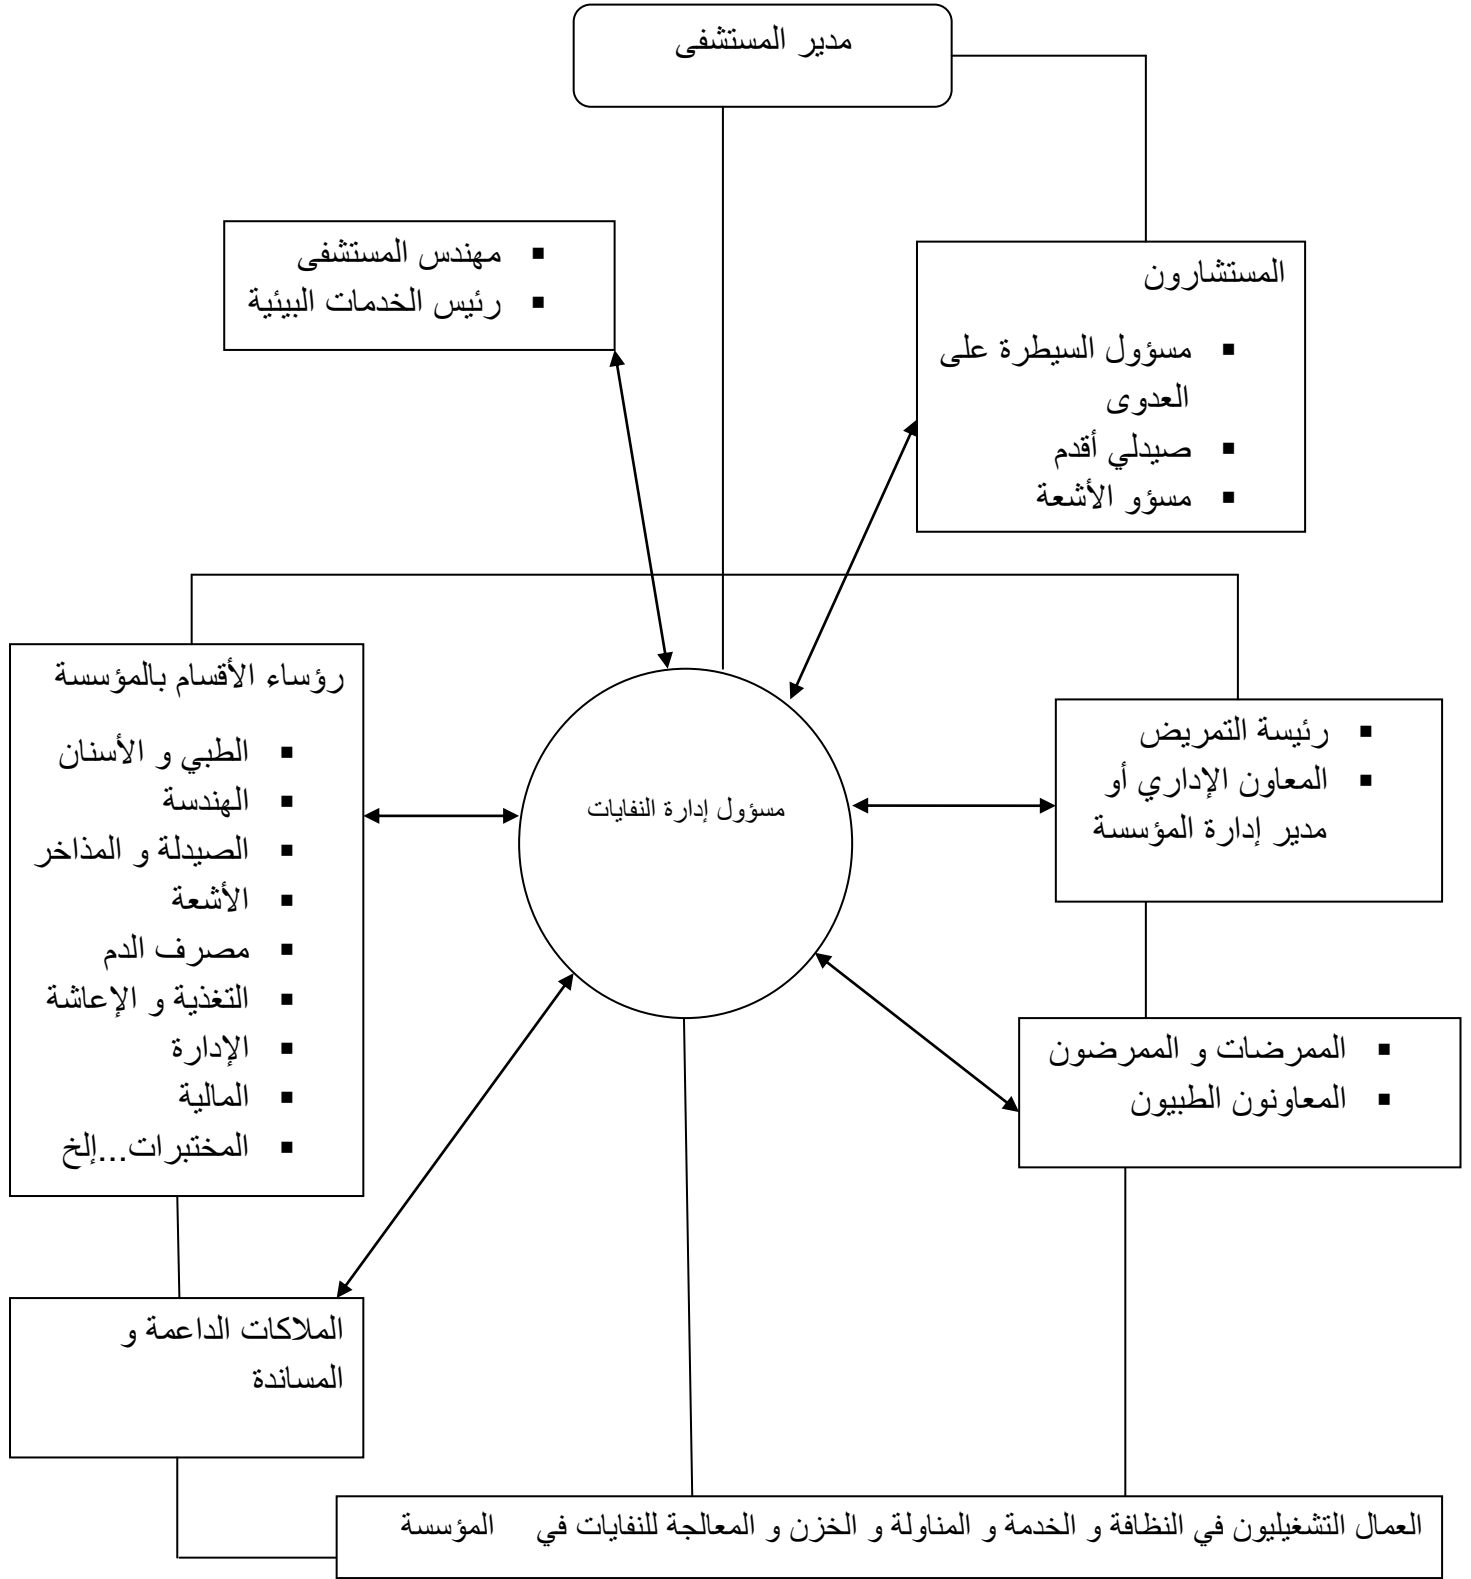 مدير المستشفى
▪ مهندس المستشفى
▪ رئيس الخدمات البيئية
المستشارون
▪ مسؤول السيطرة على
العدوى
▪ صيدلي أقدم
▪ مسؤو الأشعة
رؤساء الأقسام بالمؤسسة
▪ الطبي و الأسنان
▪ الهندسة
▪ الصيدلة و المذاخر
▪ الأشعة
▪ مصرف الدم
▪ التغذية و الإعاشة
▪ الإدارة
▪ المالية
▪ المختبرات...إلخ
مسؤول إدارة النفايات
▪ رئيسة التمريض
▪ المعاون الإداري أو
مدير إدارة المؤسسة
▪ الممرضات و الممرضون
▪ المعاونون الطبيون
الملاكات الداعمة و
المساندة
العمال التشغيليون في النظافة و الخدمة و المناولة و الخزن و المعالجة للنفايات في المؤسسة